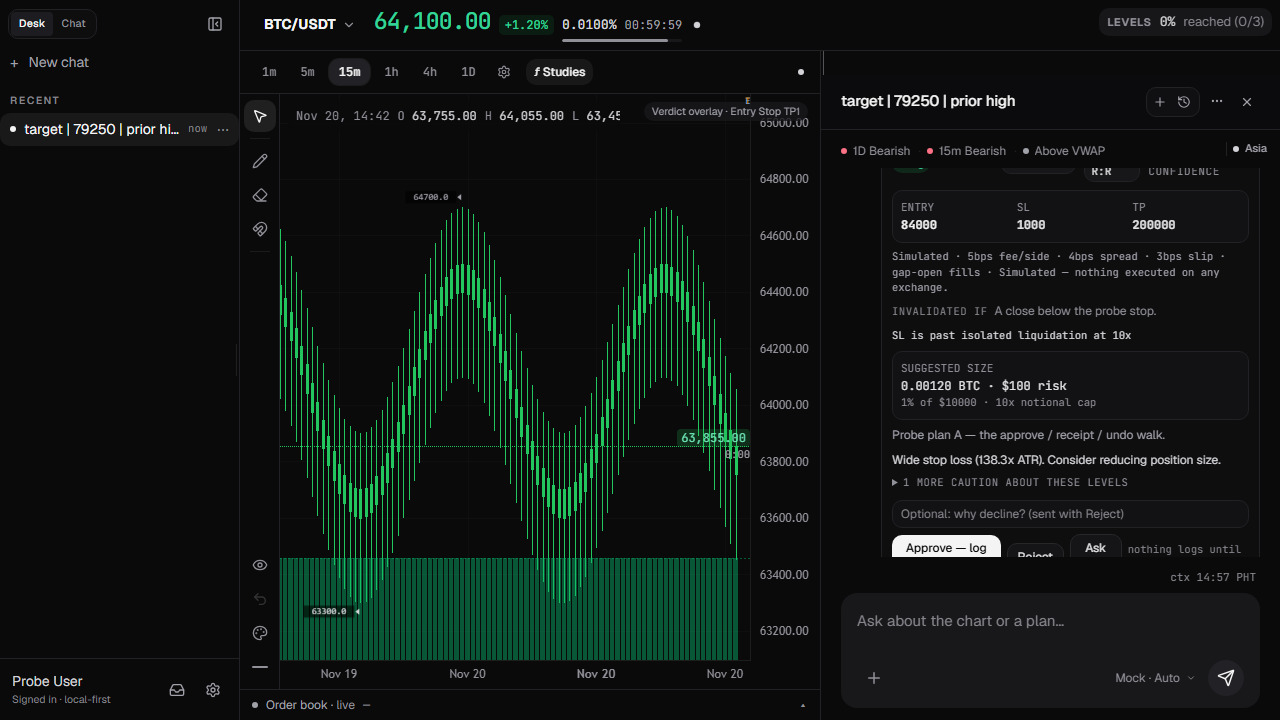 Desk
Chat
New chat
RECENT
target | 79250 | prior hi...
now
Probe User
Signed in · local-first
BTC/USDT
64,100.00
+1.20%
0.0100% 00:59:59
LEVELS 0% reached (0/3)
1m 5m 15m 1h 4h 1D
f Studies
Nov 20, 14:42 O 63,755.00 H 64,055.00 L 63,45
Verdict overlay · Entry Stop TP1
65000.00
64800.00
64600.00
64400.00
64200.00
64000.00
63800.00
63600.00
63400.00
63200.00
64700.0
63,855.00
0:00
63300.0
Nov 19
Nov 20
Nov 20
Nov 20
Order book · live
target | 79250 | prior high
1D Bearish · 15m Bearish · Above VWAP
Asia
R:R
CONFIDENCE
ENTRY SL TP
84000 1000 200000
Simulated · 5bps fee/side · 4bps spread · 3bps slip ·
gap-open fills · Simulated — nothing executed on any
exchange.
INVALIDATED IF A close below the probe stop.
SL is past isolated liquidation at 10x
SUGGESTED SIZE
0.00120 BTC · $100 risk
1% of $10000 · 10x notional cap
Probe plan A — the approve / receipt / undo walk.
Wide stop loss (138.3x ATR). Consider reducing position size.
1 MORE CAUTION ABOUT THESE LEVELS
Optional: why decline? (sent with Reject)
Approve — log
Reject
Ask
nothing logs until
ctx 14:57 PHT
Ask about the chart or a plan...
Mock · Auto